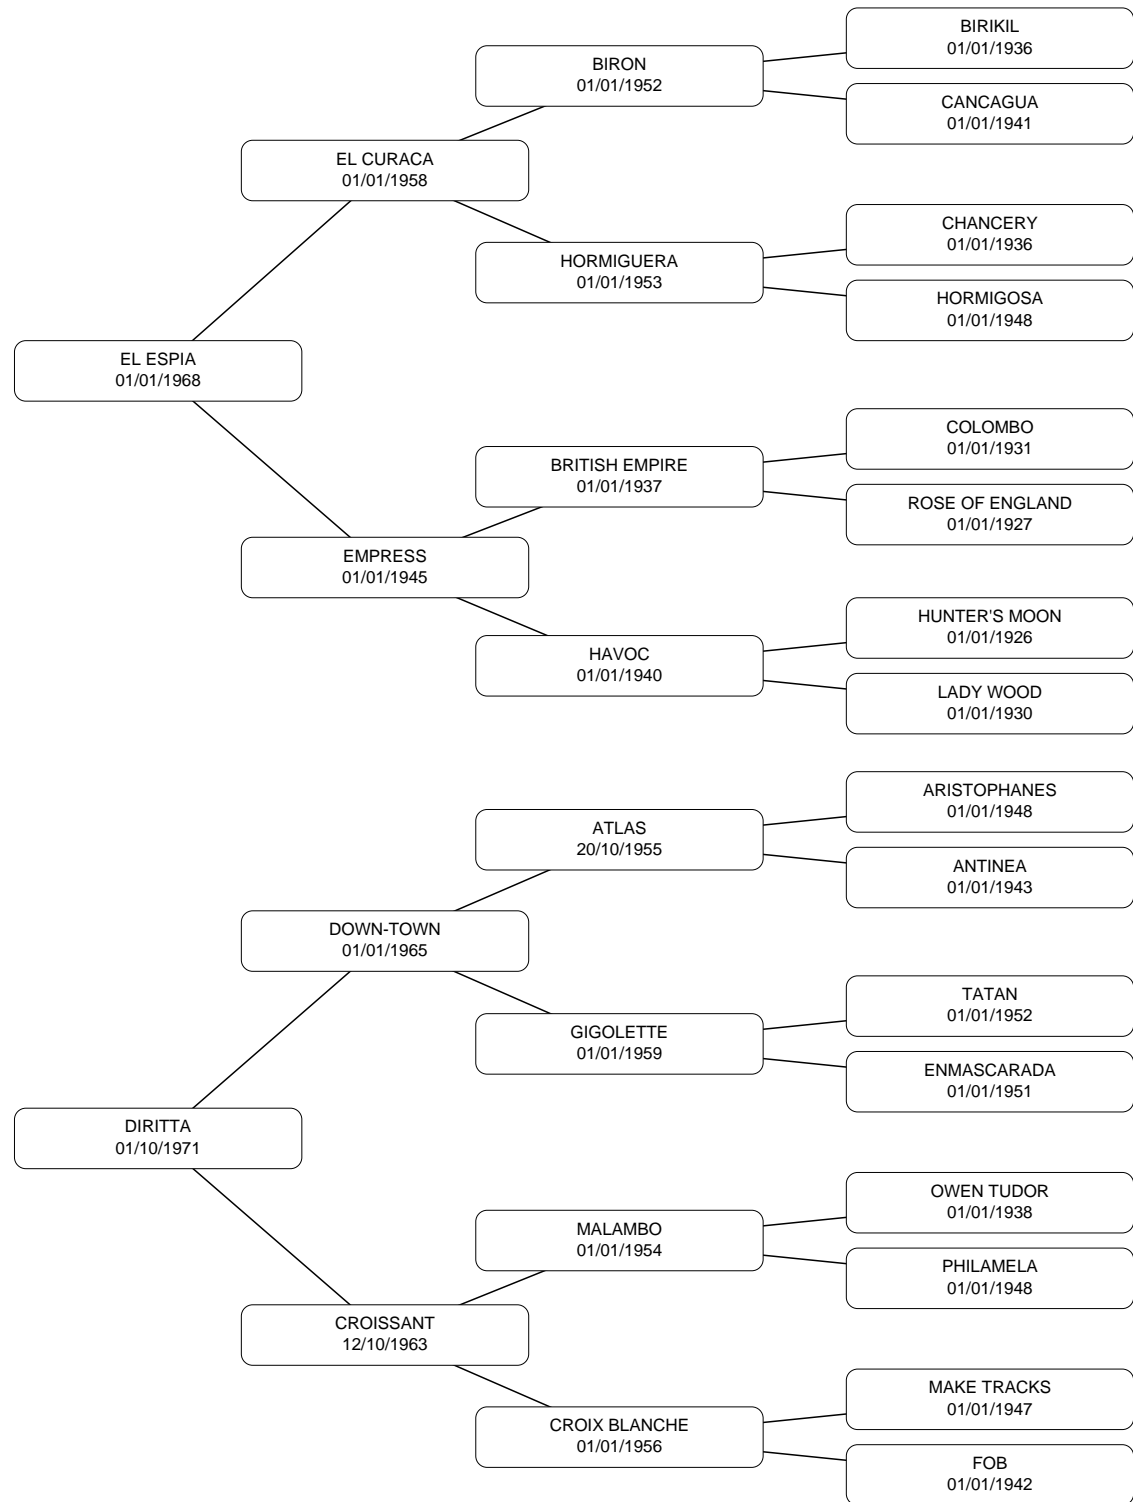 BIRIKIL
01/01/1936
BIRON
01/01/1952
CANCAGUA
01/01/1941
EL CURACA
01/01/1958
CHANCERY
01/01/1936
HORMIGUERA
01/01/1953
HORMIGOSA
01/01/1948
EL ESPIA
01/01/1968
COLOMBO
01/01/1931
BRITISH EMPIRE
01/01/1937
ROSE OF ENGLAND
01/01/1927
EMPRESS
01/01/1945
HUNTER'S MOON
01/01/1926
HAVOC
01/01/1940
LADY WOOD
01/01/1930
ARISTOPHANES
01/01/1948
ATLAS
20/10/1955
ANTINEA
01/01/1943
DOWN-TOWN
01/01/1965
TATAN
01/01/1952
GIGOLETTE
01/01/1959
ENMASCARADA
01/01/1951
DIRITTA
01/10/1971
OWEN TUDOR
01/01/1938
MALAMBO
01/01/1954
PHILAMELA
01/01/1948
CROISSANT
12/10/1963
MAKE TRACKS
01/01/1947
CROIX BLANCHE
01/01/1956
FOB
01/01/1942